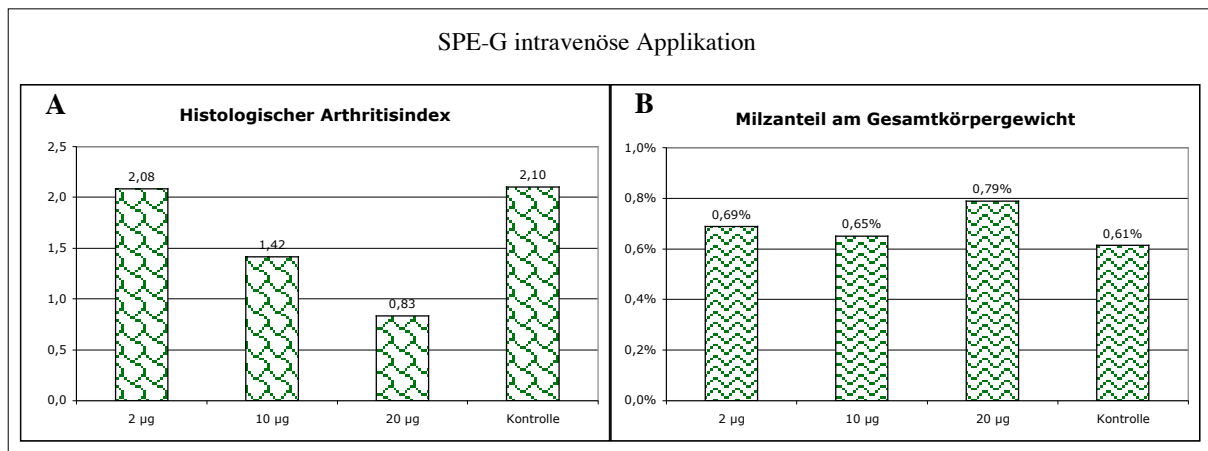 SPE-G intravenöse Applikation
A
Histologischer Arthritisindex
2,5
2,0
1,5
1,0
0,5
0,0
2,08
1,42
0,83
2,10
2 µg 10 µg 20 µg Kontrolle
B
Milzanteil am Gesamtkörpergewicht
1,0%
0,8%
0,6%
0,4%
0,2%
0,0%
0,69%
0,65%
0,79%
0,61%
2 µg 10 µg 20 µg Kontrolle